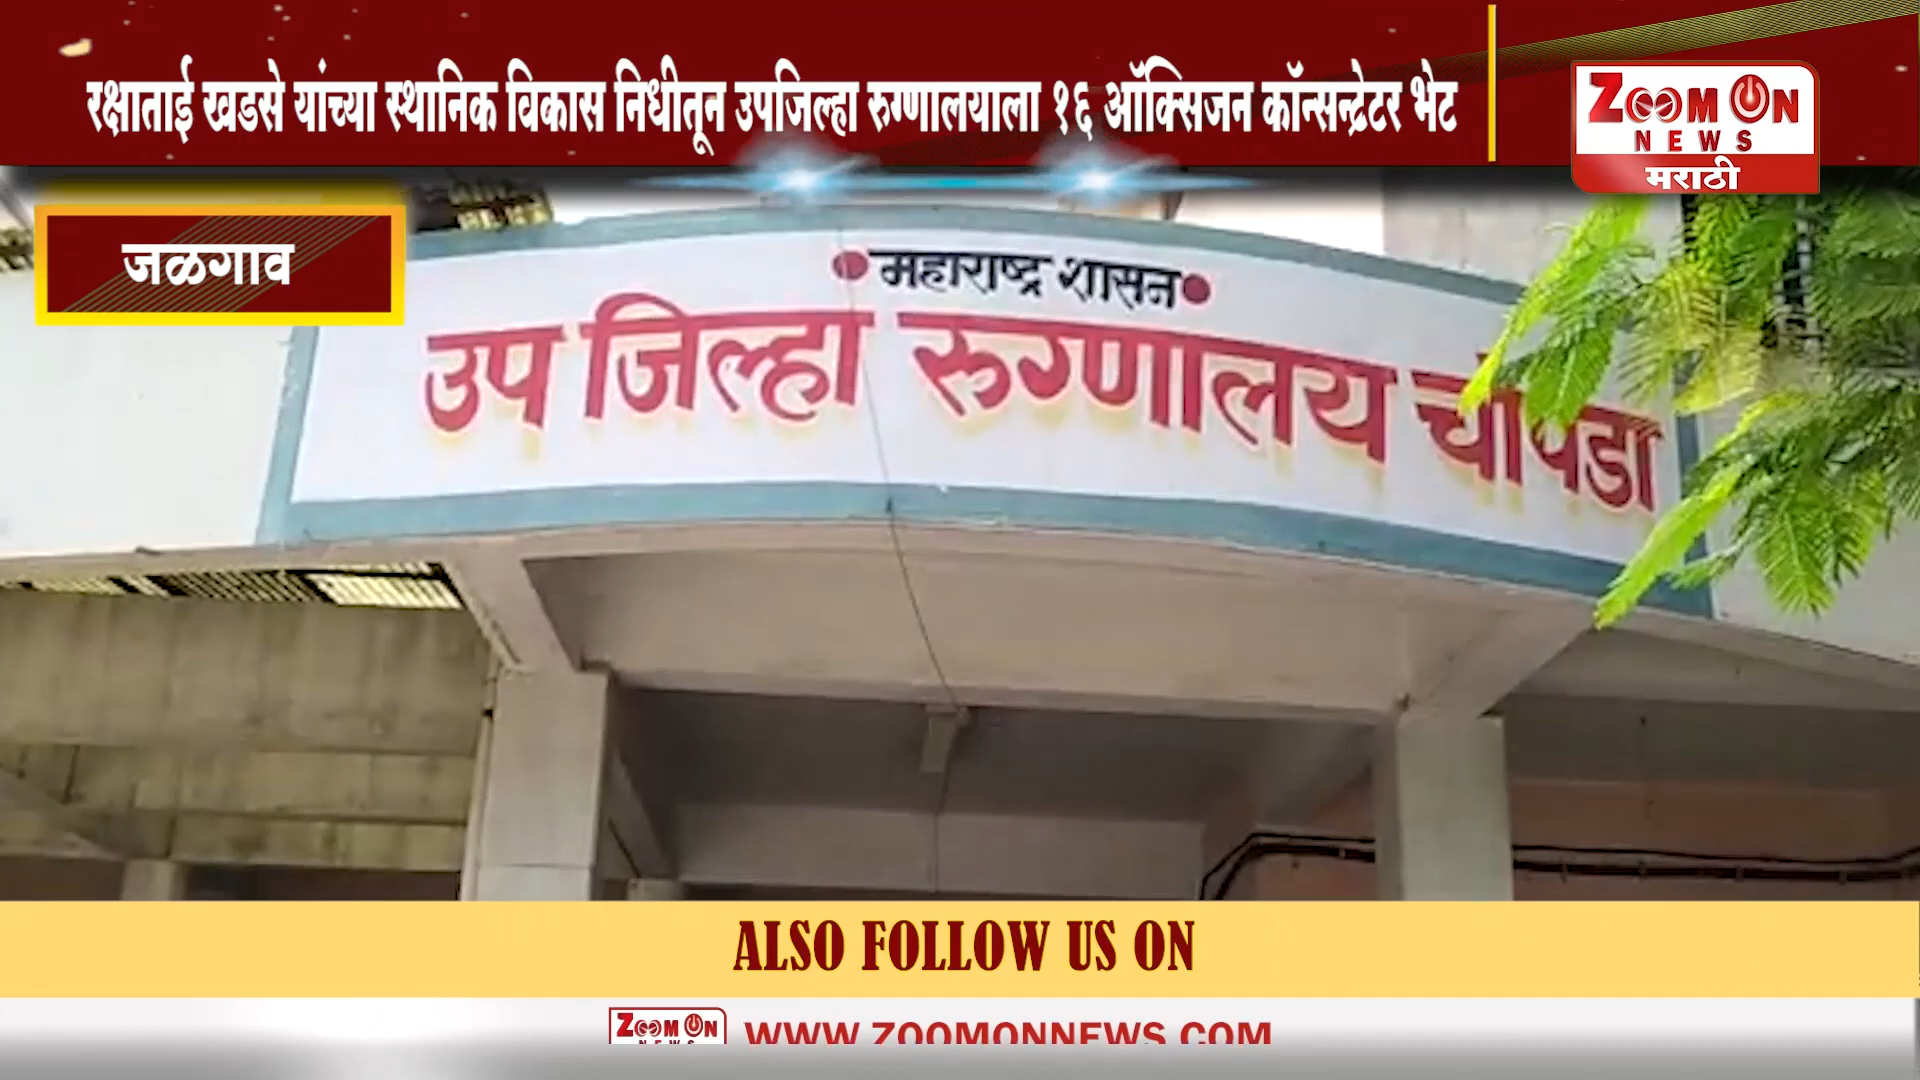 रक्षाताई खडसे यांच्या स्थानिक विकास निधीतून उपजिल्हा रुग्णालयाला १६ ऑक्सिजन कॉन्सन्ट्रेटर भेट
ZOOM ON
NEWS
मराठी
जळगाव
महाराष्ट्र शासन
उप जिल्हा रुग्णालय चोपडा
ALSO FOLLOW US ON
ZOOM ON
NEWS
WWW.ZOOMONNEWS.COM